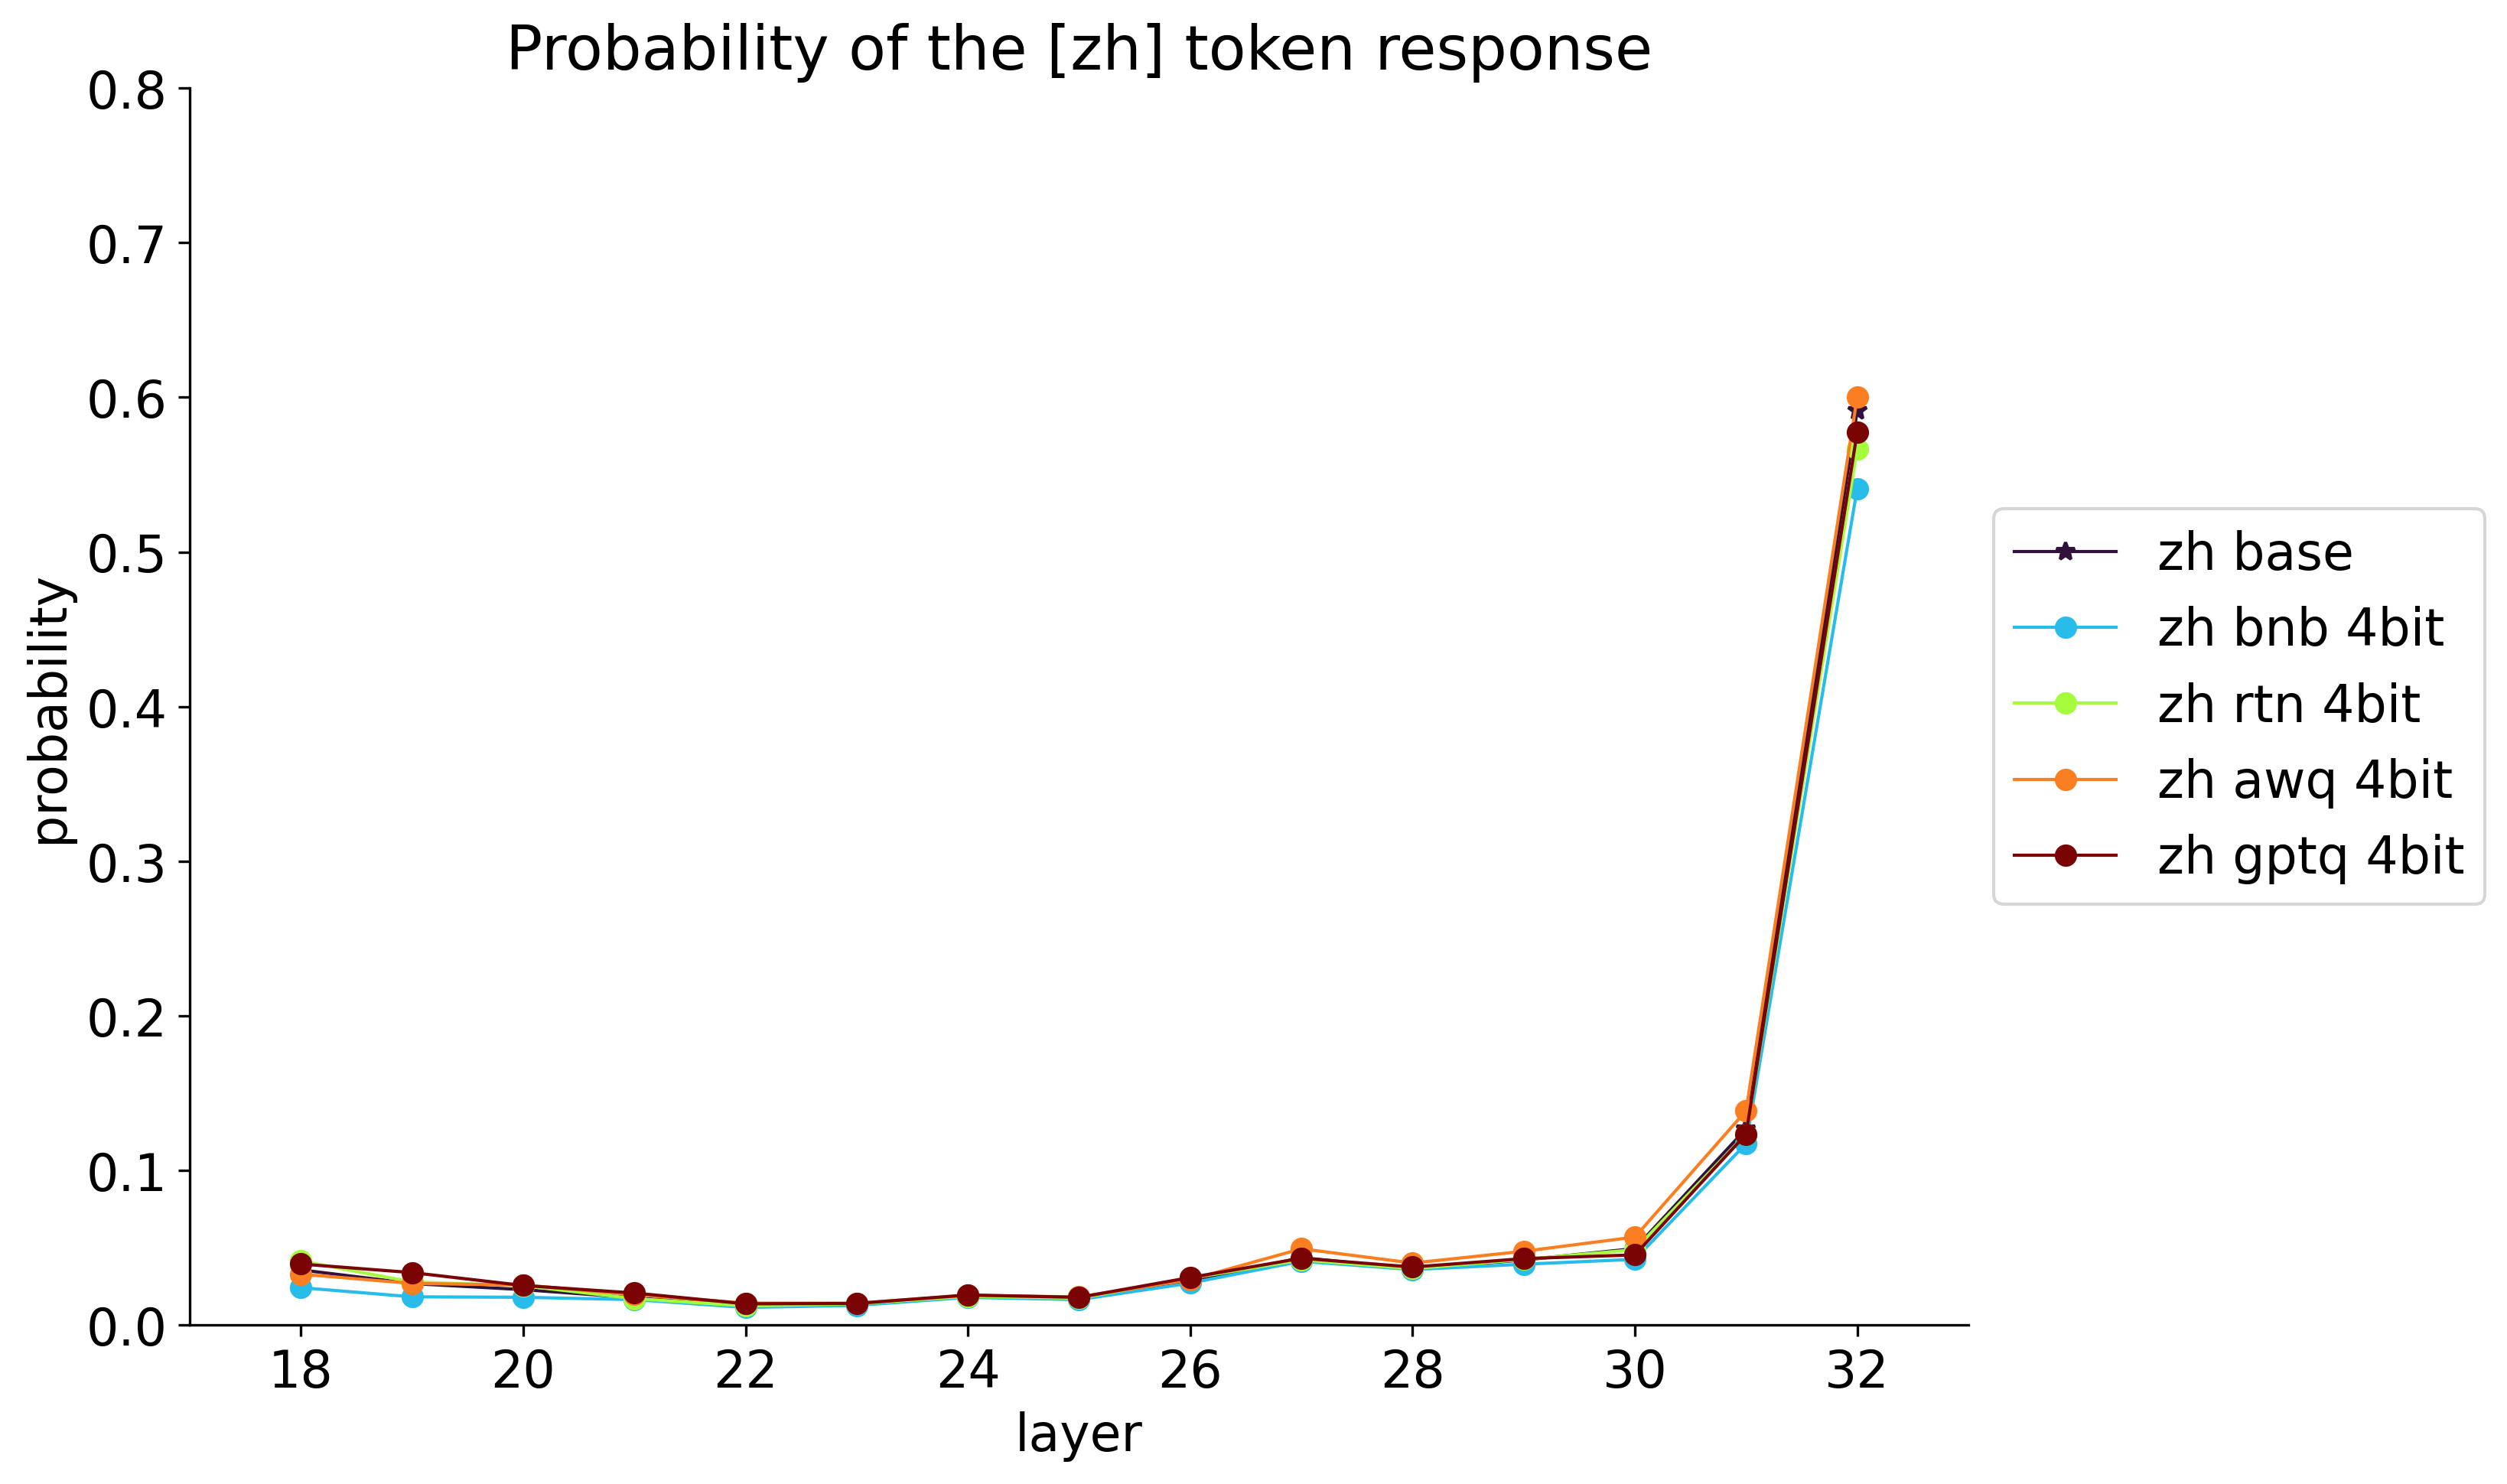 Probability of the [zh] token response
0.8
0.7
0.6
0.5
0.4
0.3
0.2
0.1
0.0
probability
18 20 22 24 26 28 30 32
layer
zh base
zh bnb 4bit
zh rtn 4bit
zh awq 4bit
zh gptq 4bit